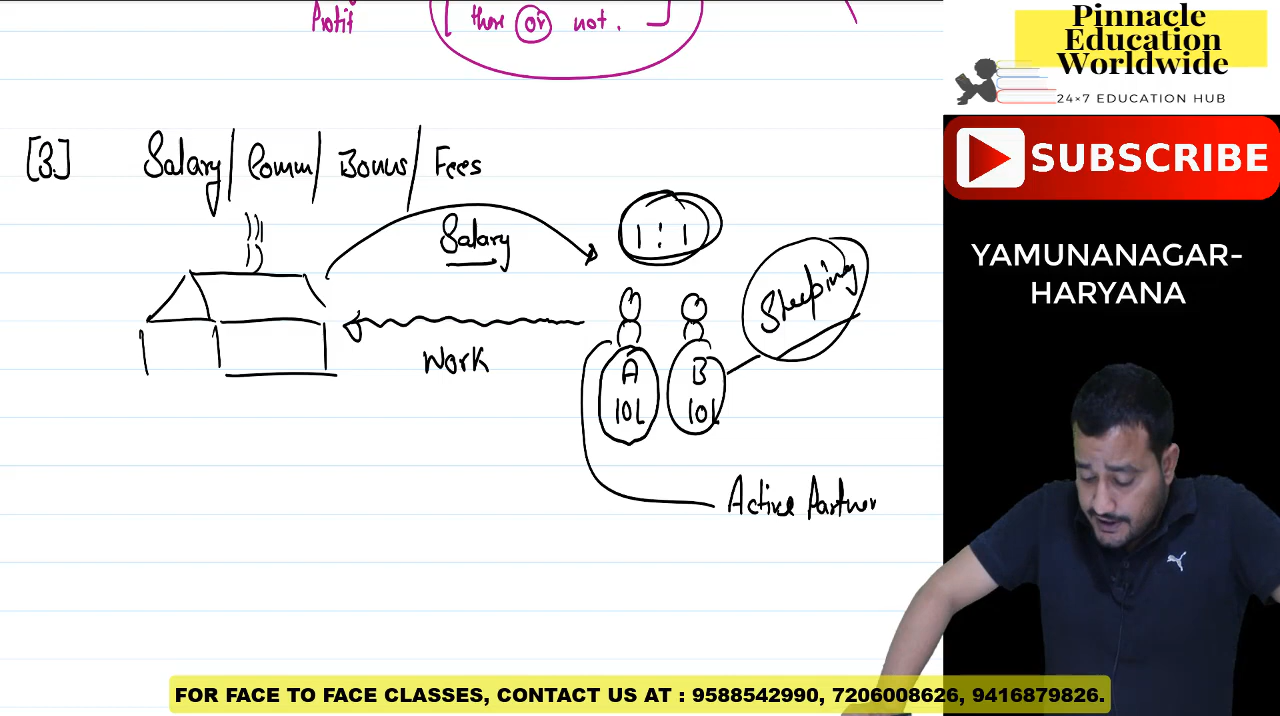 Profit [ there or not. ]
[3.] Salary/Comm/Bonus/Fees
Salary
1:1
Sleeping
Work
A B
10L 10L
Active Partner
Pinnacle
Education
Worldwide
24×7 EDUCATION HUB
SUBSCRIBE
YAMUNANAGAR-
HARYANA
FOR FACE TO FACE CLASSES, CONTACT US AT : 9588542990, 7206008626, 9416879826.